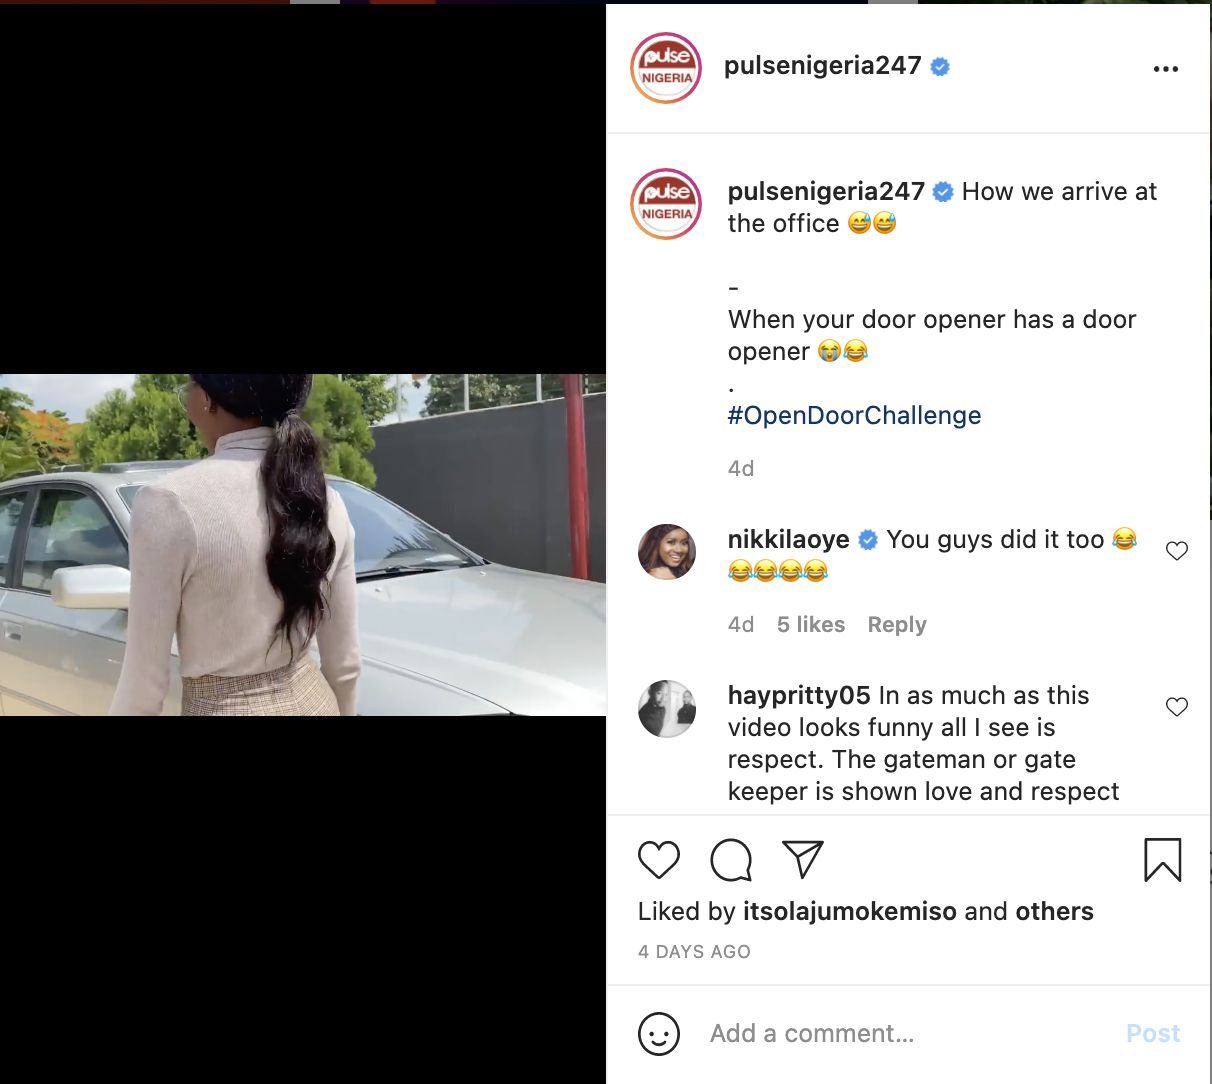 pulse
NIGERIA
pulsenigeria247
pulse
NIGERIA
pulsenigeria247 How we arrive at
the office 😅😅
-
When your door opener has a door
opener 😭😂
.
#OpenDoorChallenge
4d
nikkilaoye You guys did it too 😂
😂😂😂😂
4d 5 likes Reply
haypritty05 In as much as this
video looks funny all I see is
respect. The gateman or gate
keeper is shown love and respect
Liked by itsolajumokemiso and others
4 DAYS AGO
Add a comment... Post